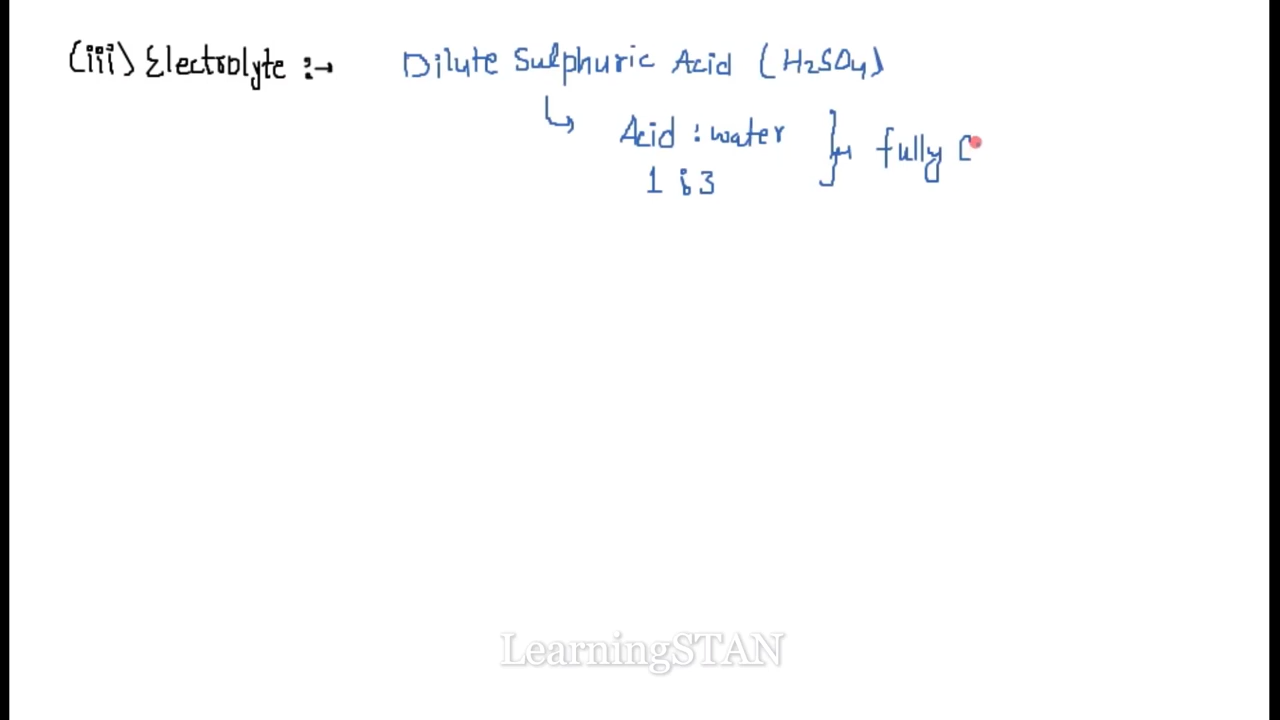 (iii) Electrolyte :→ Dilute Sulphuric Acid (H₂SO₄)
↳ Acid : water } fully C
1 : 3
LearningSTAN